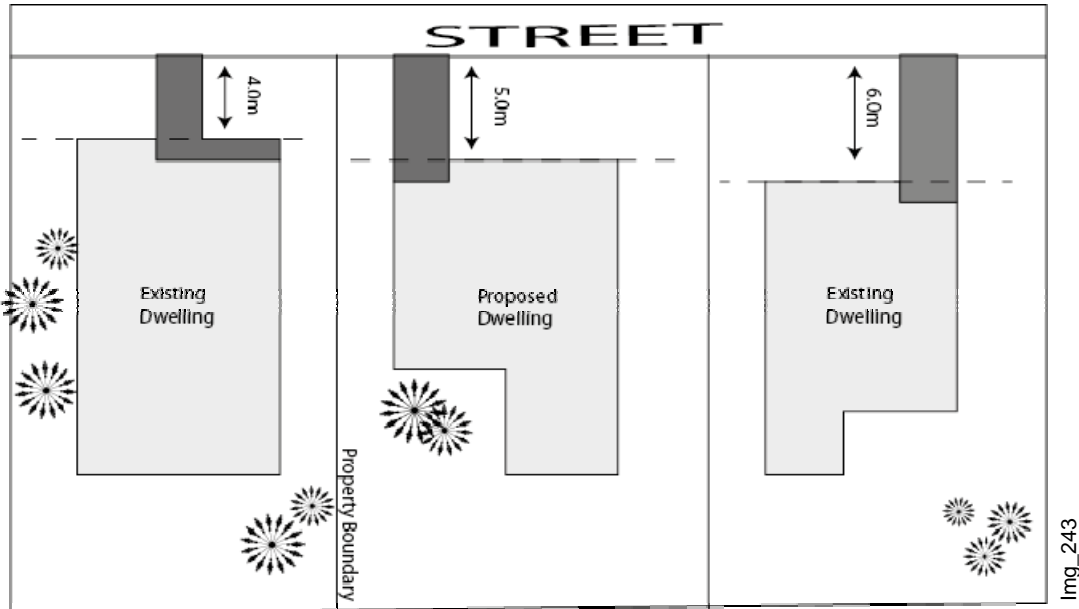 STREET
4.0m
5.0m
6.0m
Existing
Dwelling
Proposed
Dwelling
Existing
Dwelling
Property Boundary
Img_243